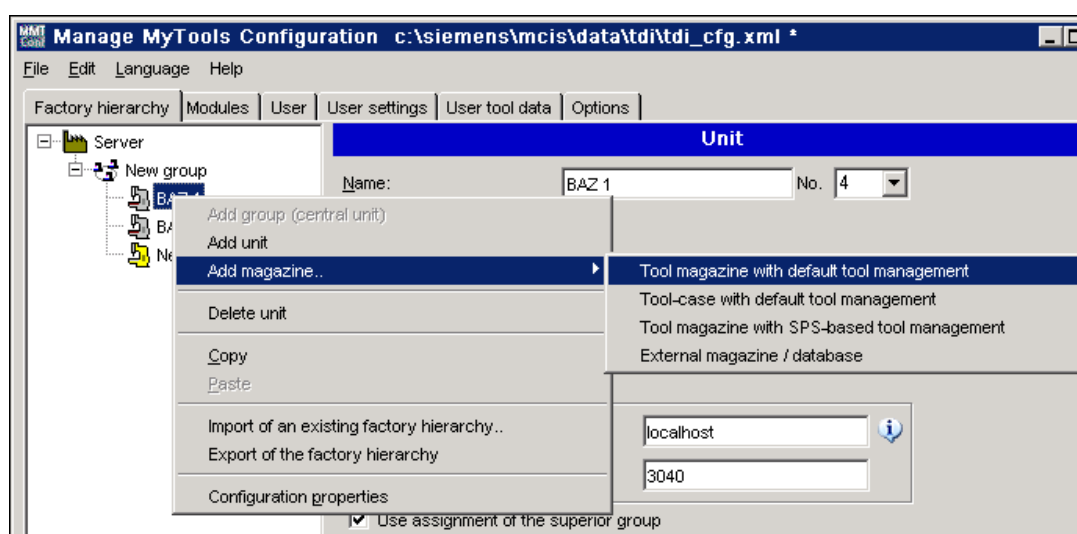 MMT Conf Manage MyTools Configuration c:\siemens\mcis\data\tdi\tdi_cfg.xml *
File Edit Language Help
Factory hierarchy Modules User User settings User tool data Options
Server
New group
BAZ 1
Unit
Name: BAZ 1 No. 4
Add group (central unit)
Add unit
Add magazine..
Delete unit
Copy
Paste
Import of an existing factory hierarchy..
Export of the factory hierarchy
Configuration properties
Tool magazine with default tool management
Tool-case with default tool management
Tool magazine with SPS-based tool management
External magazine / database
localhost
3040
Use assignment of the superior group